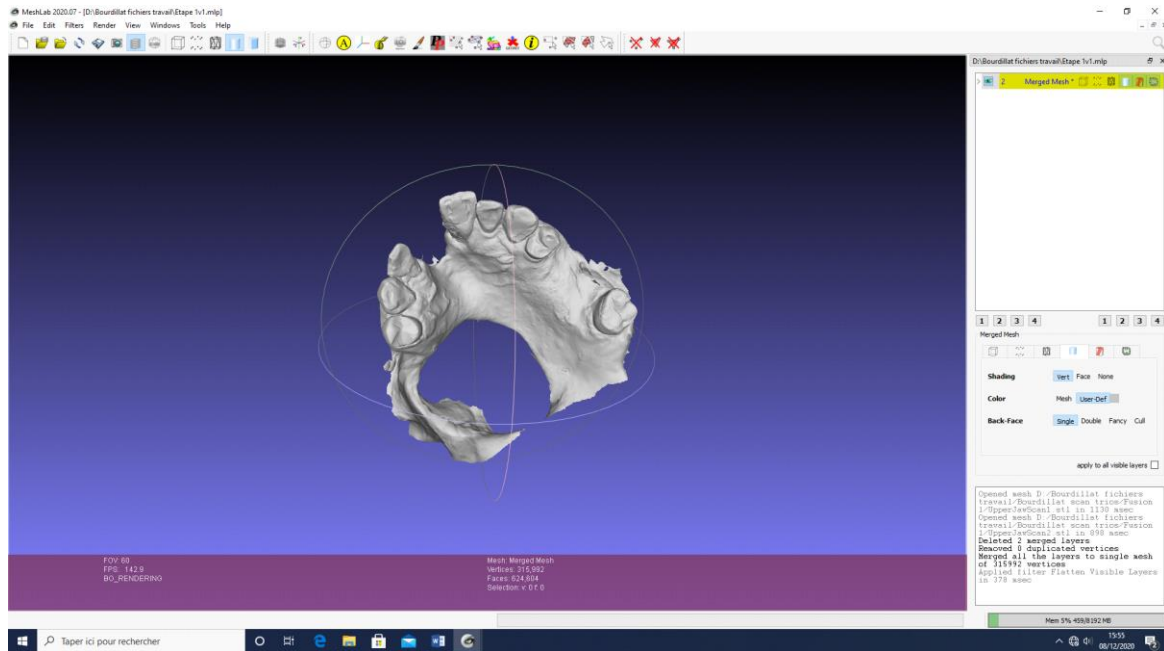 MeshLab 2020.07 - [D:\Bourdillat fichiers travail\Etape 1v1.mlp]
File Edit Filters Render View Windows Tools Help
D:\Bourdillat fichiers travail\Etape 1v1.mlp
2 Merged Mesh *
1 2 3 4 1 2 3 4
Merged Mesh
Shading Vert Face None
Color Mesh User-Def
Back-Face Single Double Fancy Cull
apply to all visible layers
Opened mesh D:/Bourdillat fichiers
travail/Bourdillat scan trios/Fusion
1/UpperJawScan1 stl in 1130 msec
Opened mesh D:/Bourdillat fichiers
travail/Bourdillat scan trios/Fusion
1/UpperJawScan2 stl in 898 msec
Deleted 2 merged layers
Removed 0 duplicated vertices
Merged all the layers to single mesh
of 315992 vertices
Applied filter Flatten Visible Layers
in 378 msec
FOV: 60
FPS: 142.9
BO_RENDERING
Mesh: Merged Mesh
Vertices: 315,992
Faces: 624,604
Selection: v: 0 f: 0
Mem 5% 459/8192 MB
Taper ici pour rechercher
15:55
08/12/2020